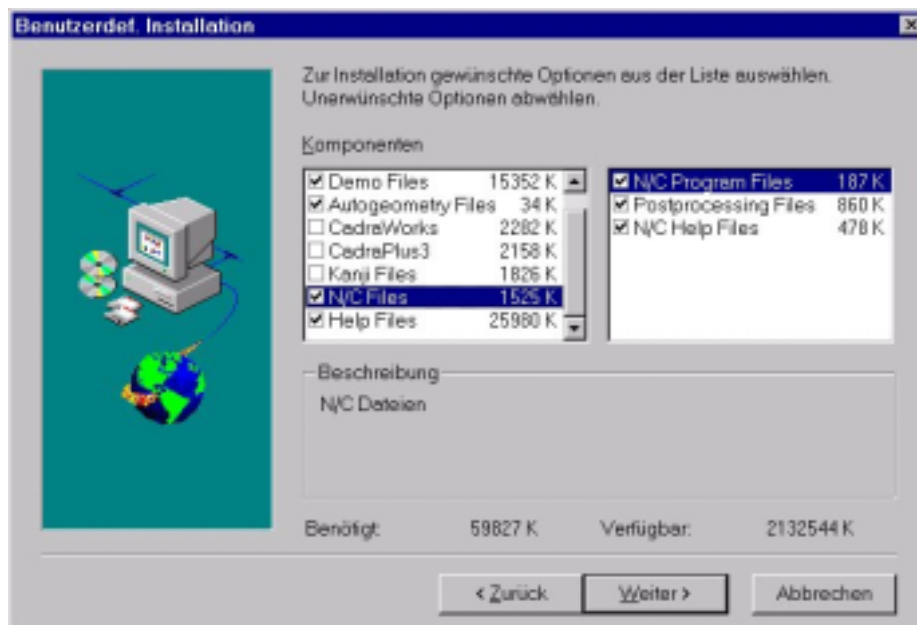 Benutzerdef. Installation
Zur Installation gewünschte Optionen aus der Liste auswählen.
Unerwünschte Optionen abwählen.
Komponenten
Demo Files 15352 K
Autogeometry Files 34 K
CadraWorks 2282 K
CadraPlus3 2158 K
Kanji Files 1826 K
N/C Files 1525 K
Help Files 25980 K
N/C Program Files 187 K
Postprocessing Files 860 K
N/C Help Files 478 K
Beschreibung
N/C Dateien
Benötigt: 59827 K Verfügbar: 2132544 K
< Zurück Weiter > Abbrechen